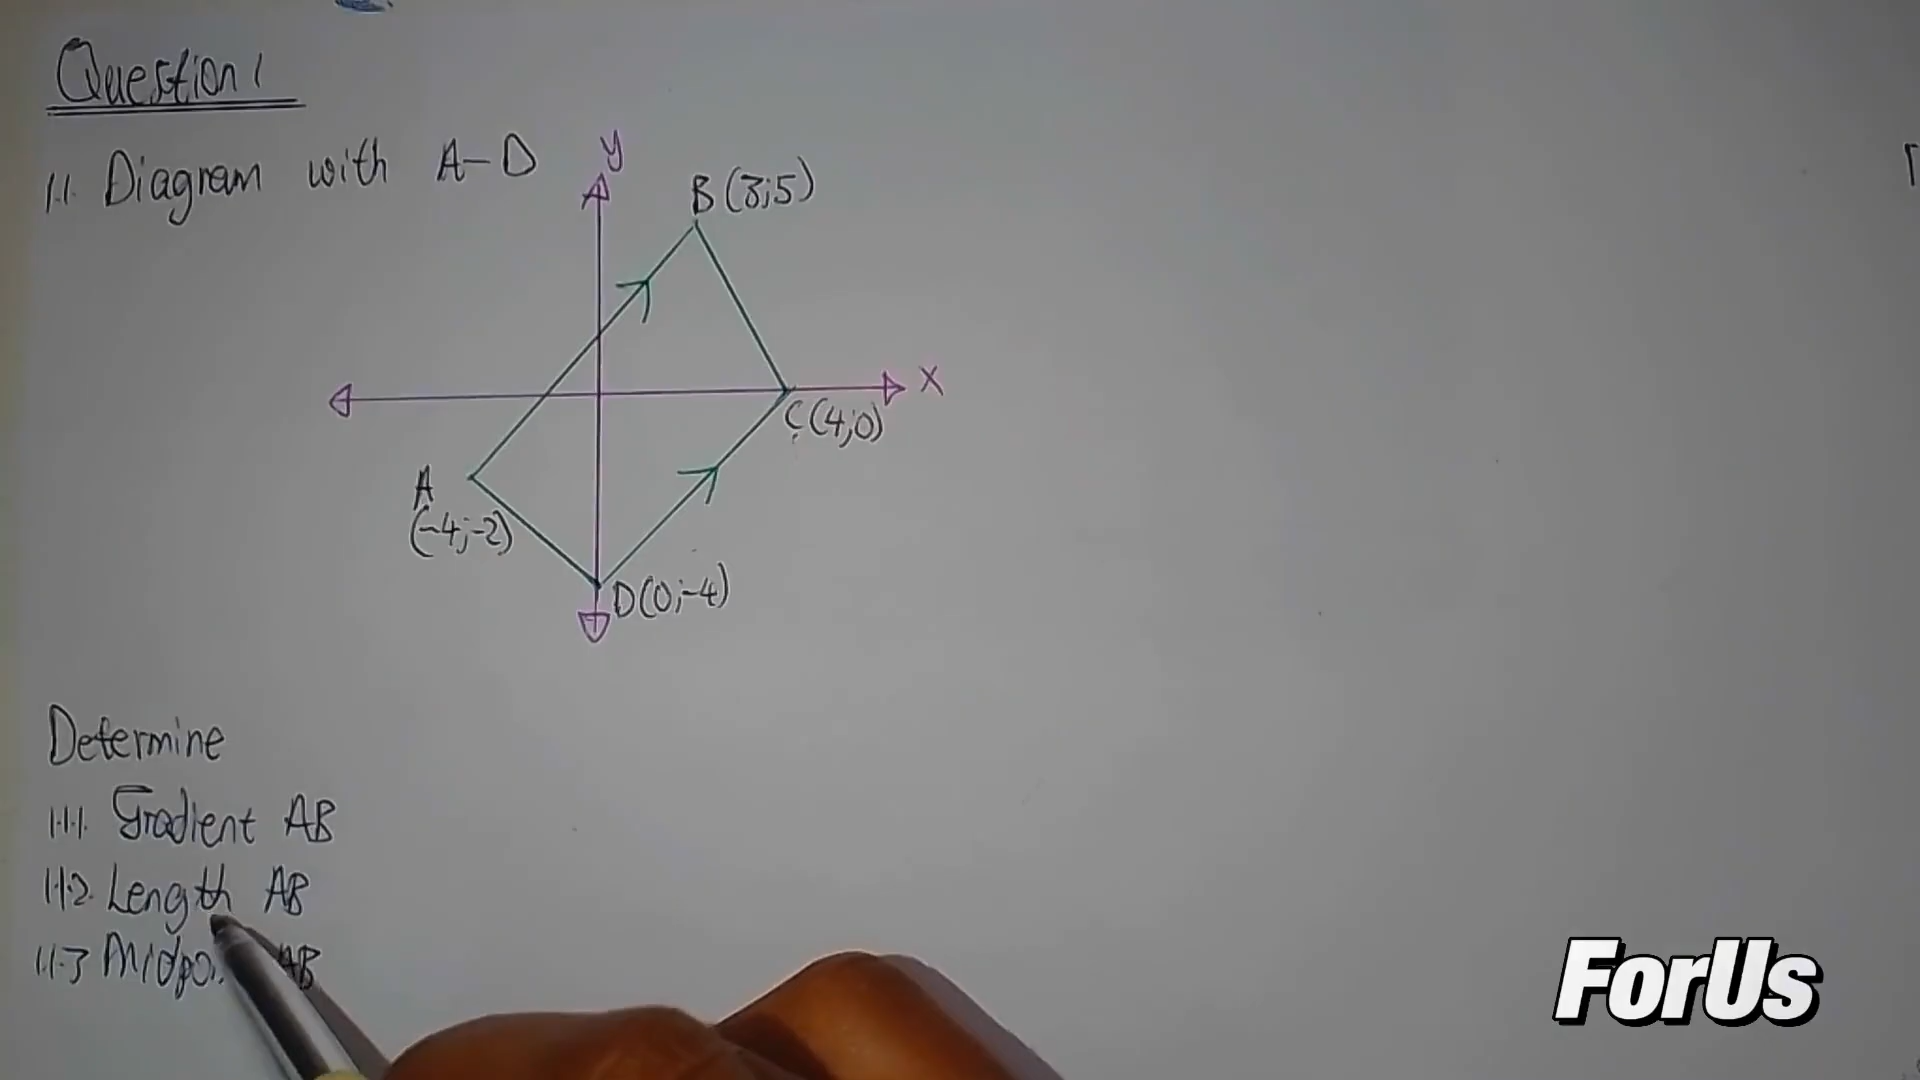 Question 1
1.1. Diagram with A-D
y
B(3;5)
x
C(4;0)
A
(-4;-2)
D(0;-4)
Determine
1.1.1. Gradient AB
1.1.2. Length AB
1.1.3 AB
ForUs